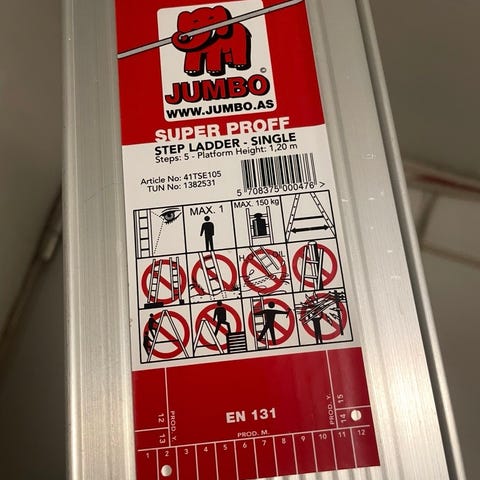 JUMBO
©
WWW.JUMBO.AS
SUPER PROFF
STEP LADDER - SINGLE
Steps: 5 - Platform Height: 1,20 m
Article No: 41TSE105
TUN No: 1382531
5 708375 000476 >
MAX. 1
MAX. 150 kg
EN 131
12 13
PROD. Y.
PROD. Y.
14 15
PROD. M.
1 2 3 4 5 6 7 8 9 10 11 12